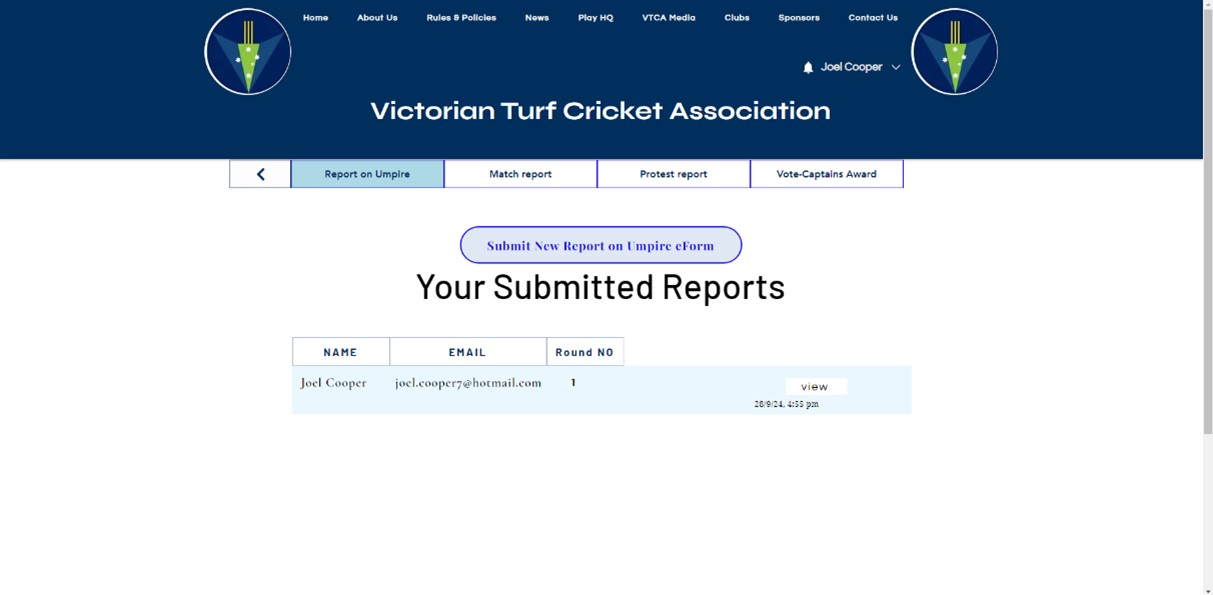 Home About Us Rules & Policies News Play HQ VTCA Media Clubs Sponsors Contact Us
Joel Cooper
Victorian Turf Cricket Association
Report on Umpire Match report Protest report Vote-Captains Award
Submit New Report on Umpire eForm
Your Submitted Reports
NAME EMAIL Round NO
Joel Cooper joel.cooper7@hotmail.com 1 view
28/9/24, 4:55 pm